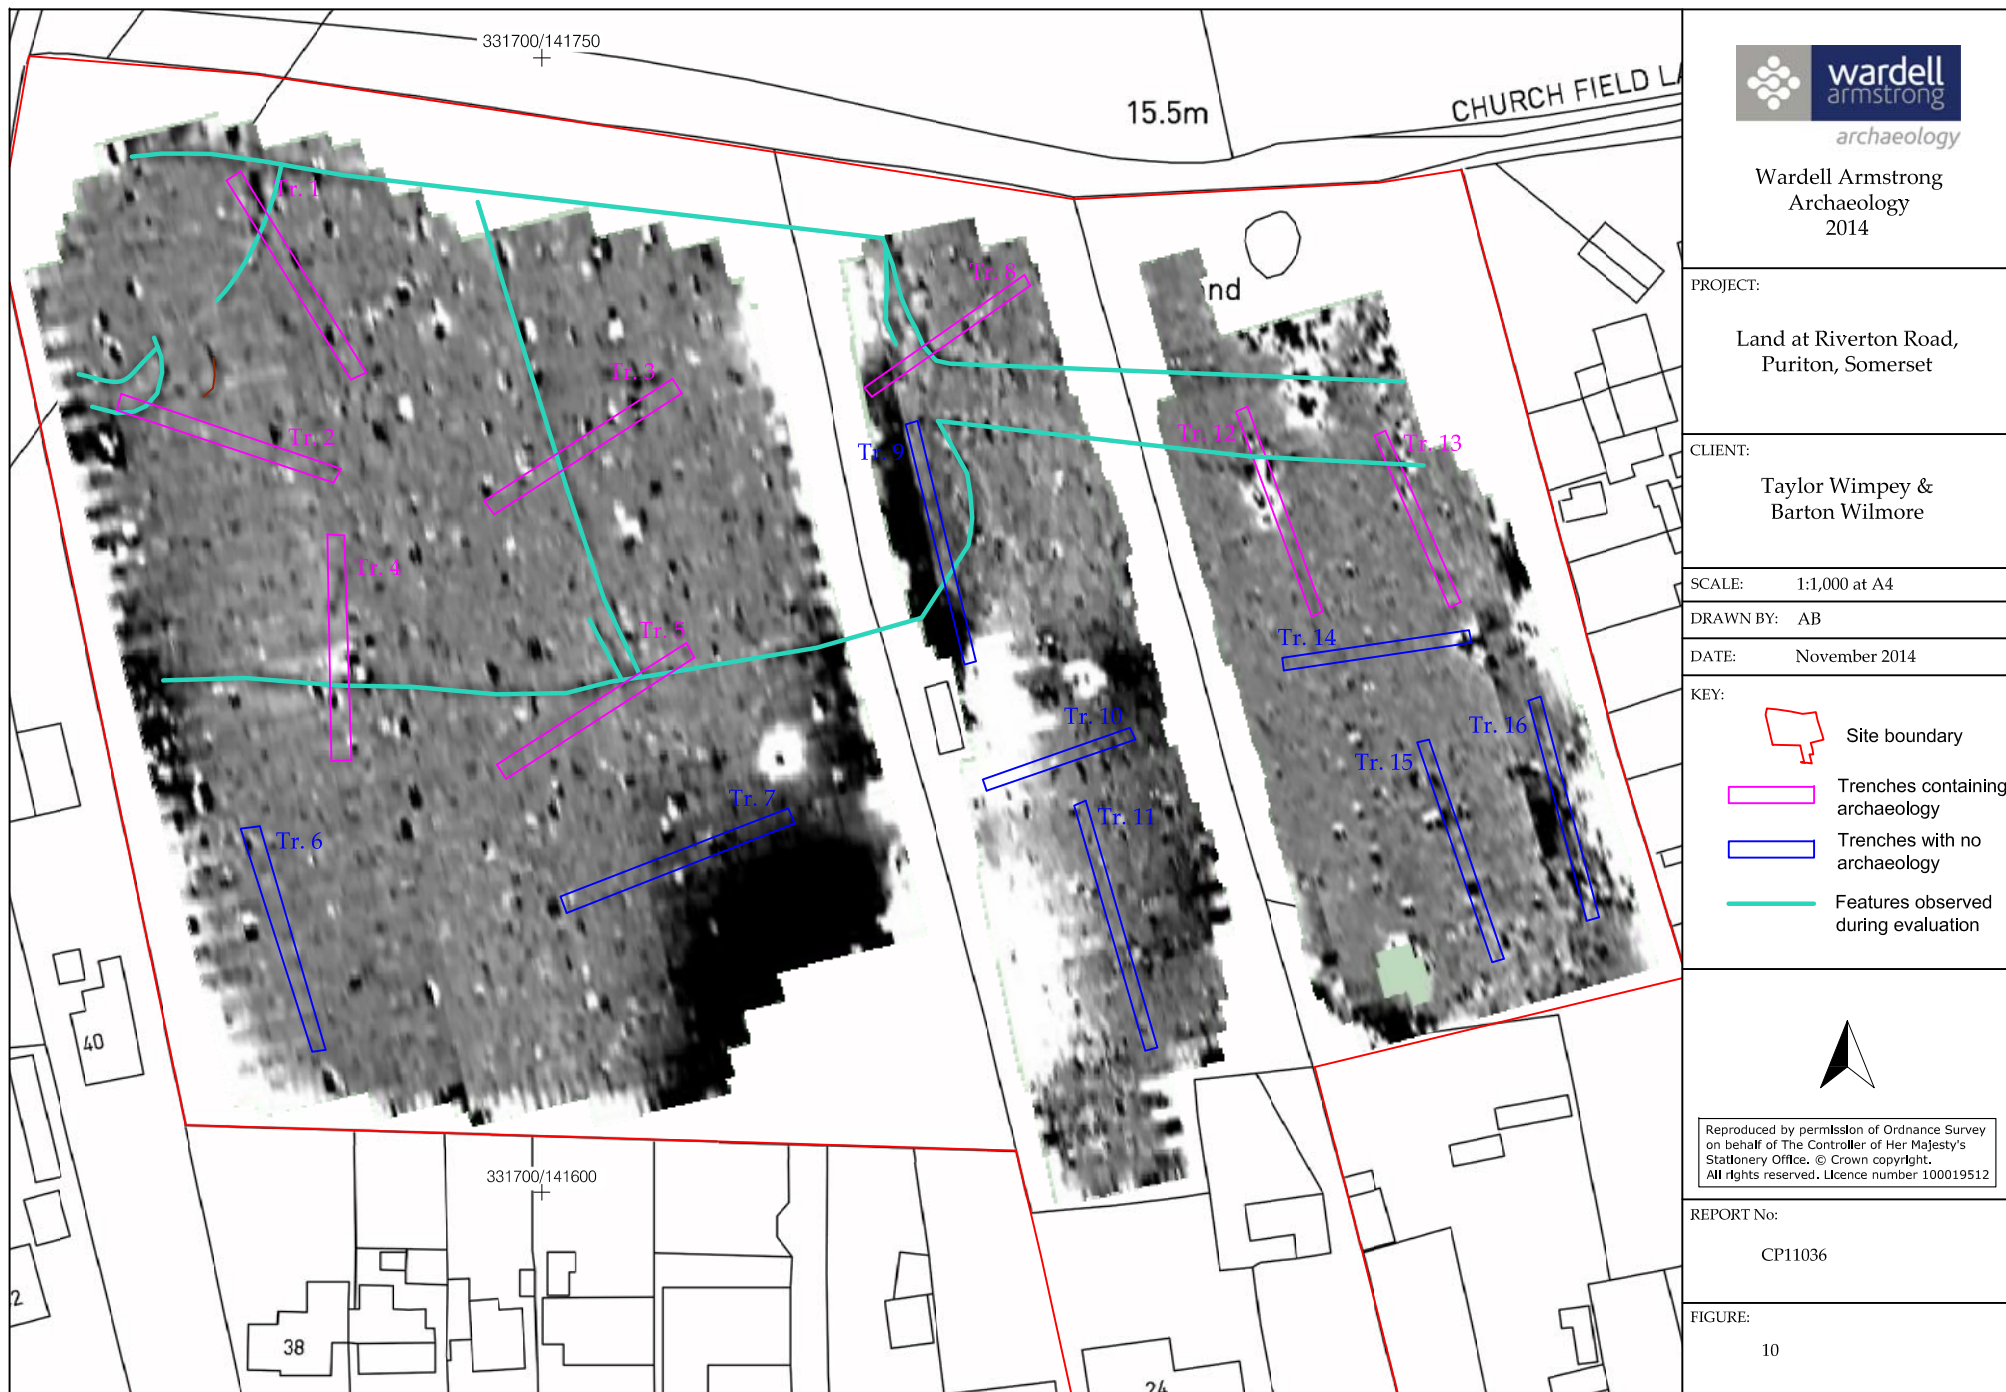 331700/141750
15.5m
CHURCH FIELD LA
nd
Tr. 1
Tr. 2
Tr. 3
Tr. 4
Tr. 5
Tr. 6
Tr. 7
Tr. 8
Tr. 9
Tr. 10
Tr. 11
Tr. 12
Tr. 13
Tr. 14
Tr. 15
Tr. 16
40
331700/141600
38
2
24
wardell
armstrong
archaeology
Wardell Armstrong
Archaeology
2014
PROJECT:
Land at Riverton Road,
Puriton, Somerset
CLIENT:
Taylor Wimpey &
Barton Wilmore
SCALE: 1:1,000 at A4
DRAWN BY: AB
DATE: November 2014
KEY:
Site boundary
Trenches containing
archaeology
Trenches with no
archaeology
Features observed
during evaluation
Reproduced by permission of Ordnance Survey
on behalf of The Controller of Her Majesty's
Stationery Office. © Crown copyright.
All rights reserved. Licence number 100019512
REPORT No:
CP11036
FIGURE:
10